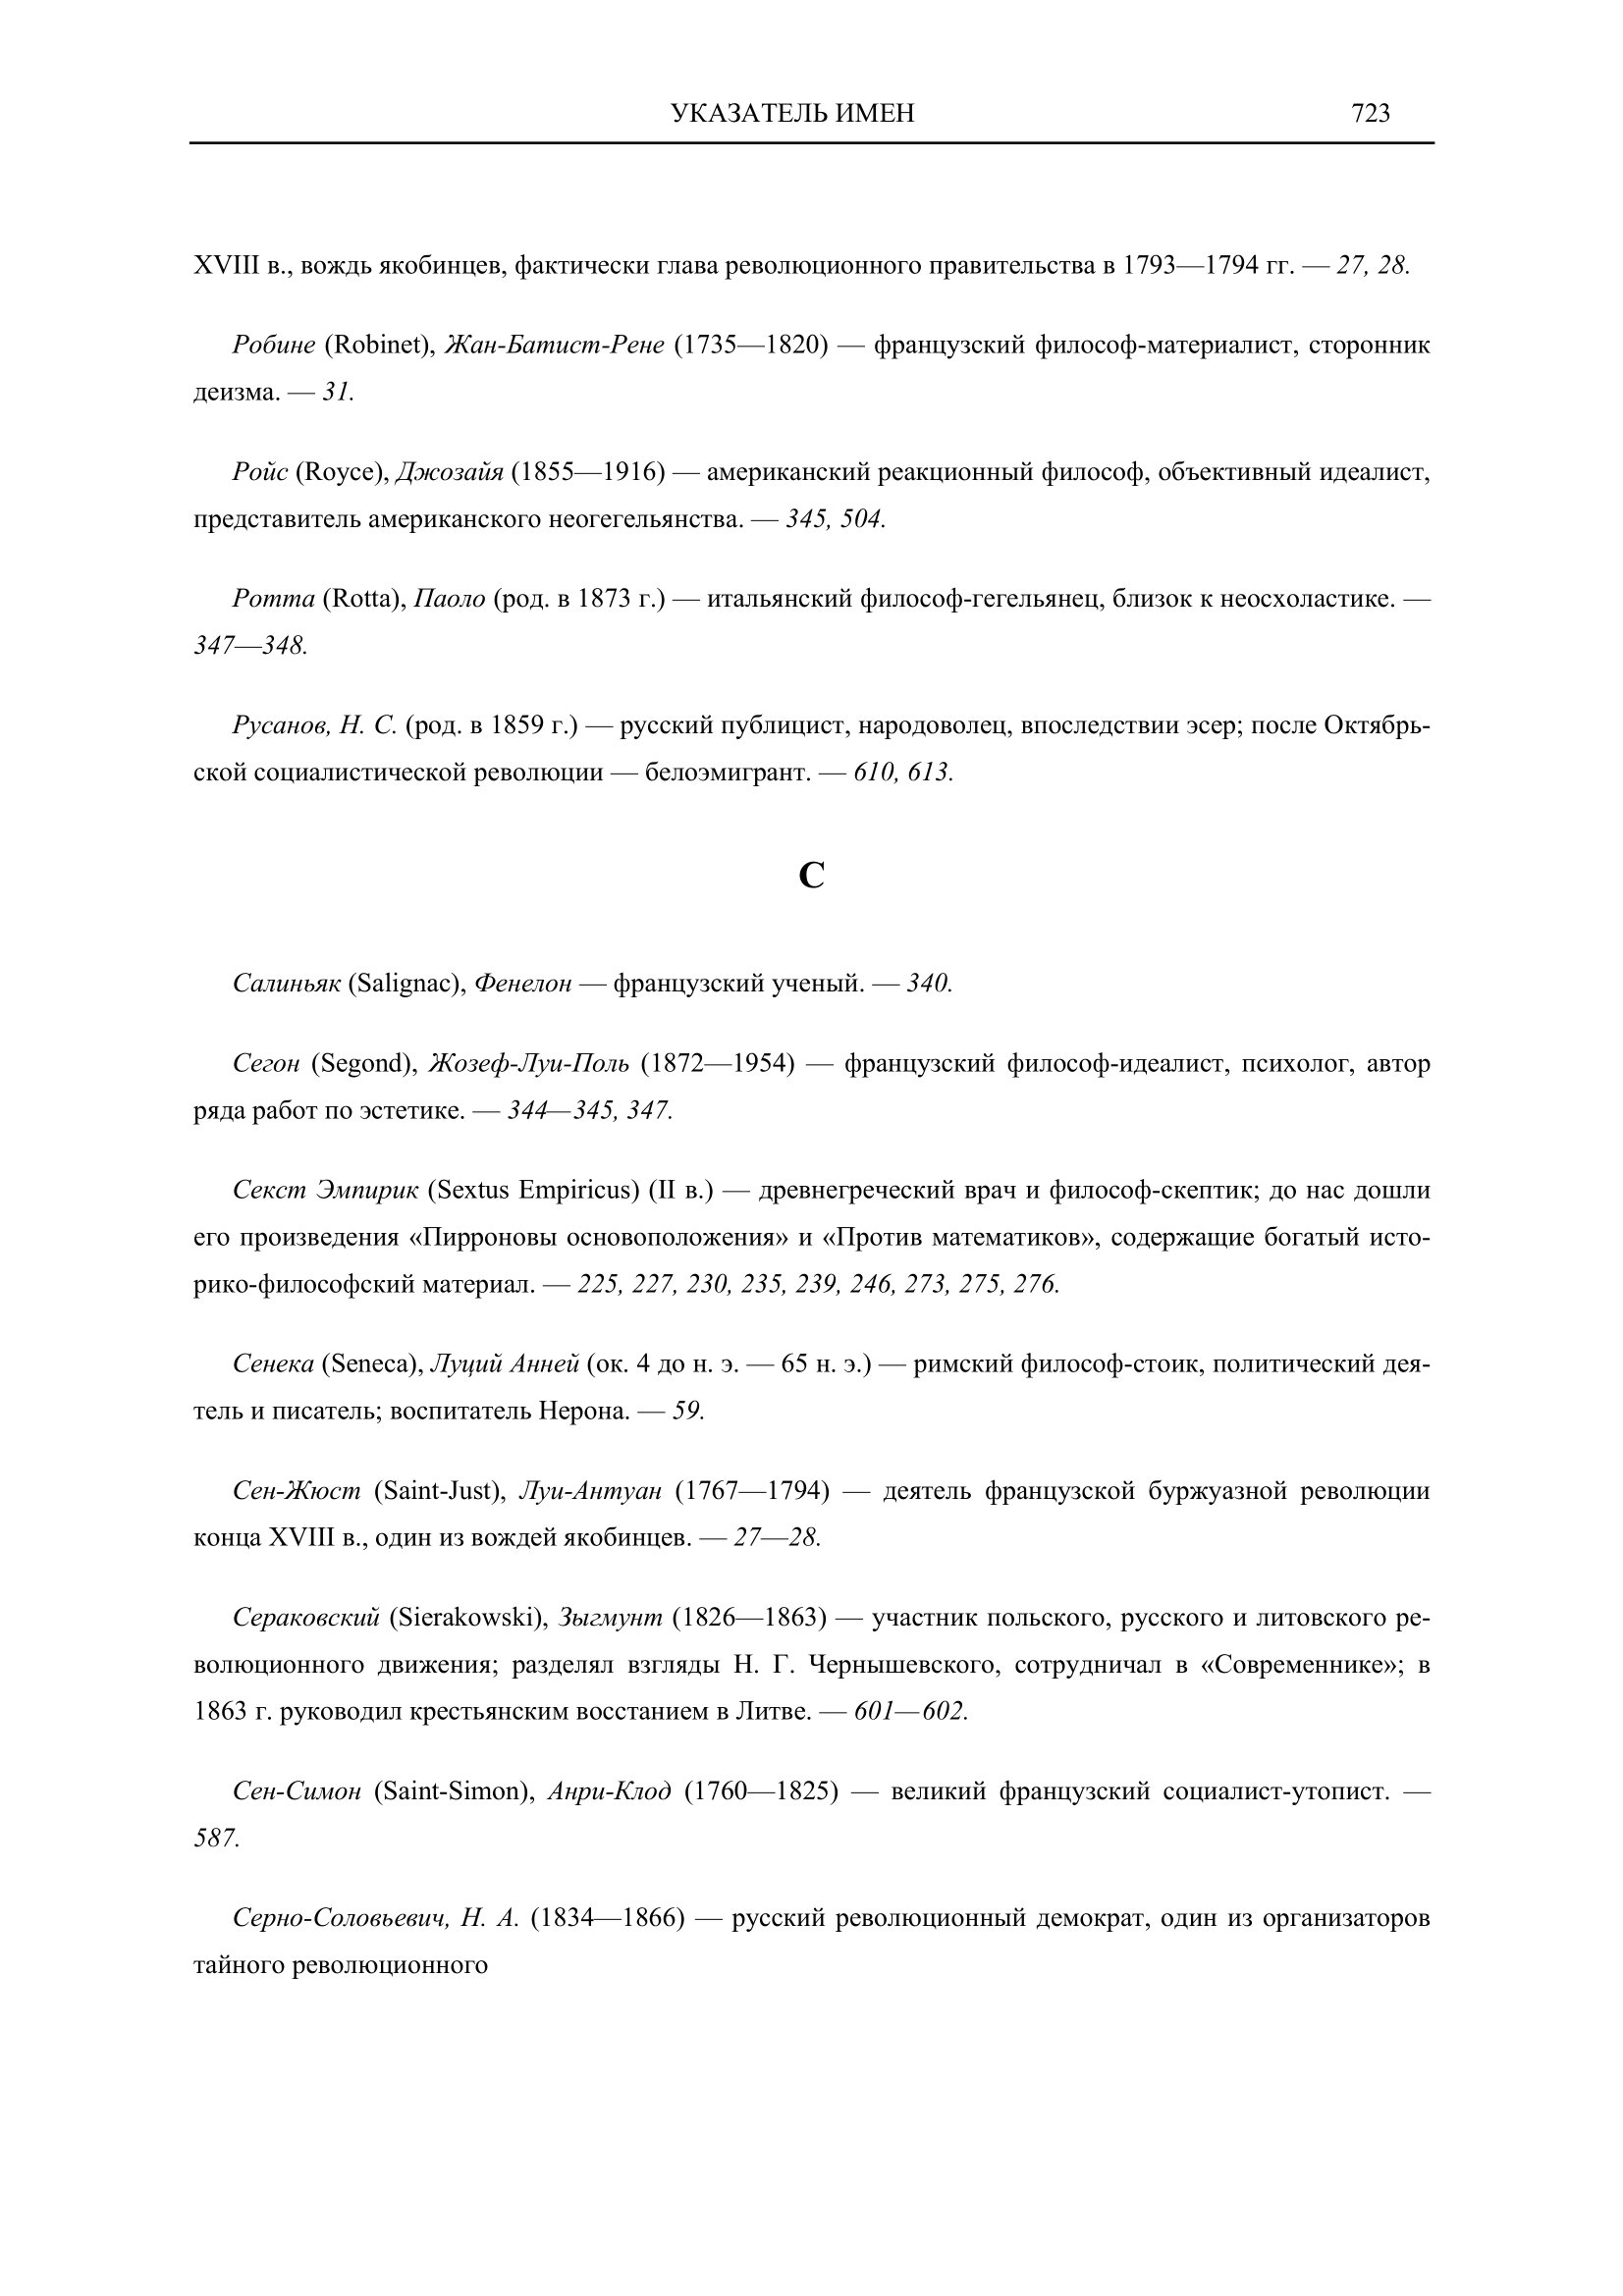 УКАЗАТЕЛЬ ИМЕН 723
XVIII в., вождь якобинцев, фактически глава революционного правительства в 1793—1794 гг. — 27, 28.
Робине (Robinet), Жан-Батист-Рене (1735—1820) — французский философ-материалист, сторонник
деизма. — 31.
Ройс (Royce), Джозайя (1855—1916) — американский реакционный философ, объективный идеалист,
представитель американского неогегельянства. — 345, 504.
Ротта (Rotta), Паоло (род. в 1873 г.) — итальянский философ-гегельянец, близок к неосхоластике. —
347—348.
Русанов, Н. С. (род. в 1859 г.) — русский публицист, народоволец, впоследствии эсер; после Октябрь-
ской социалистической революции — белоэмигрант. — 610, 613.
С
Салиньяк (Salignac), Фенелон — французский ученый. — 340.
Сегон (Segond), Жозеф-Луи-Поль (1872—1954) — французский философ-идеалист, психолог, автор
ряда работ по эстетике. — 344—345, 347.
Секст Эмпирик (Sextus Empiricus) (II в.) — древнегреческий врач и философ-скептик; до нас дошли
его произведения «Пирроновы основоположения» и «Против математиков», содержащие богатый исто-
рико-философский материал. — 225, 227, 230, 235, 239, 246, 273, 275, 276.
Сенека (Seneca), Луций Анней (ок. 4 до н. э. — 65 н. э.) — римский философ-стоик, политический дея-
тель и писатель; воспитатель Нерона. — 59.
Сен-Жюст (Saint-Just), Луи-Антуан (1767—1794) — деятель французской буржуазной революции
конца XVIII в., один из вождей якобинцев. — 27—28.
Сераковский (Sierakowski), Зыгмунт (1826—1863) — участник польского, русского и литовского ре-
волюционного движения; разделял взгляды Н. Г. Чернышевского, сотрудничал в «Современнике»; в
1863 г. руководил крестьянским восстанием в Литве. — 601—602.
Сен-Симон (Saint-Simon), Анри-Клод (1760—1825) — великий французский социалист-утопист. —
587.
Серно-Соловьевич, Н. А. (1834—1866) — русский революционный демократ, один из организаторов
тайного революционного